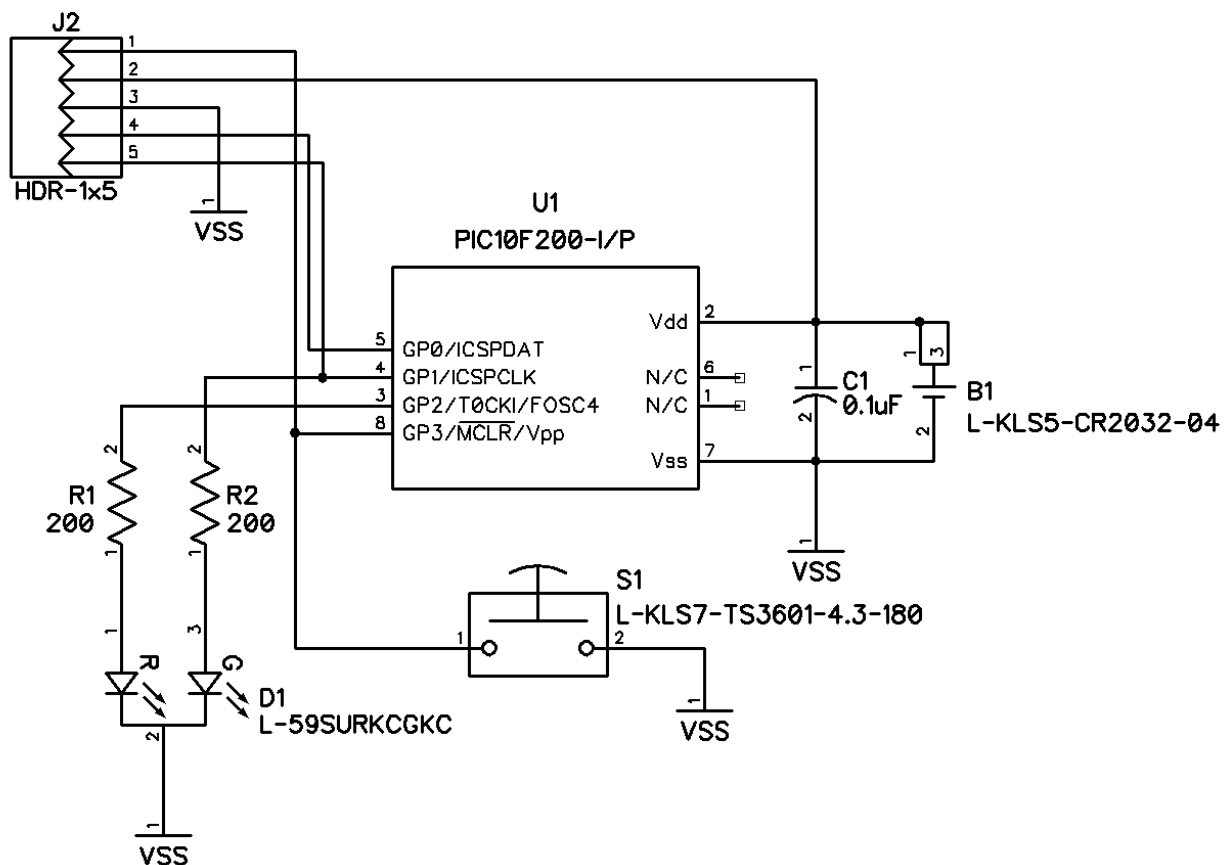 J2
1
2
3
4
5
HDR-1x5
1
VSS
U1
PIC10F200-I/P
5 GP0/ICSPDAT
4 GP1/ICSPCLK
3 GP2/T0CKI/FOSC4
8 GP3/MCLR/Vpp
Vdd 2
N/C 6
N/C 1
Vss 7
1
C1
0.1uF
2
1 3
B1
L-KLS5-CR2032-04
2
1
VSS
2
R1
200
1
2
R2
200
1
1
R
3
G
D1
L-59SURKCGKC
2
1
VSS
S1
L-KLS7-TS3601-4.3-180
1
2
1
VSS